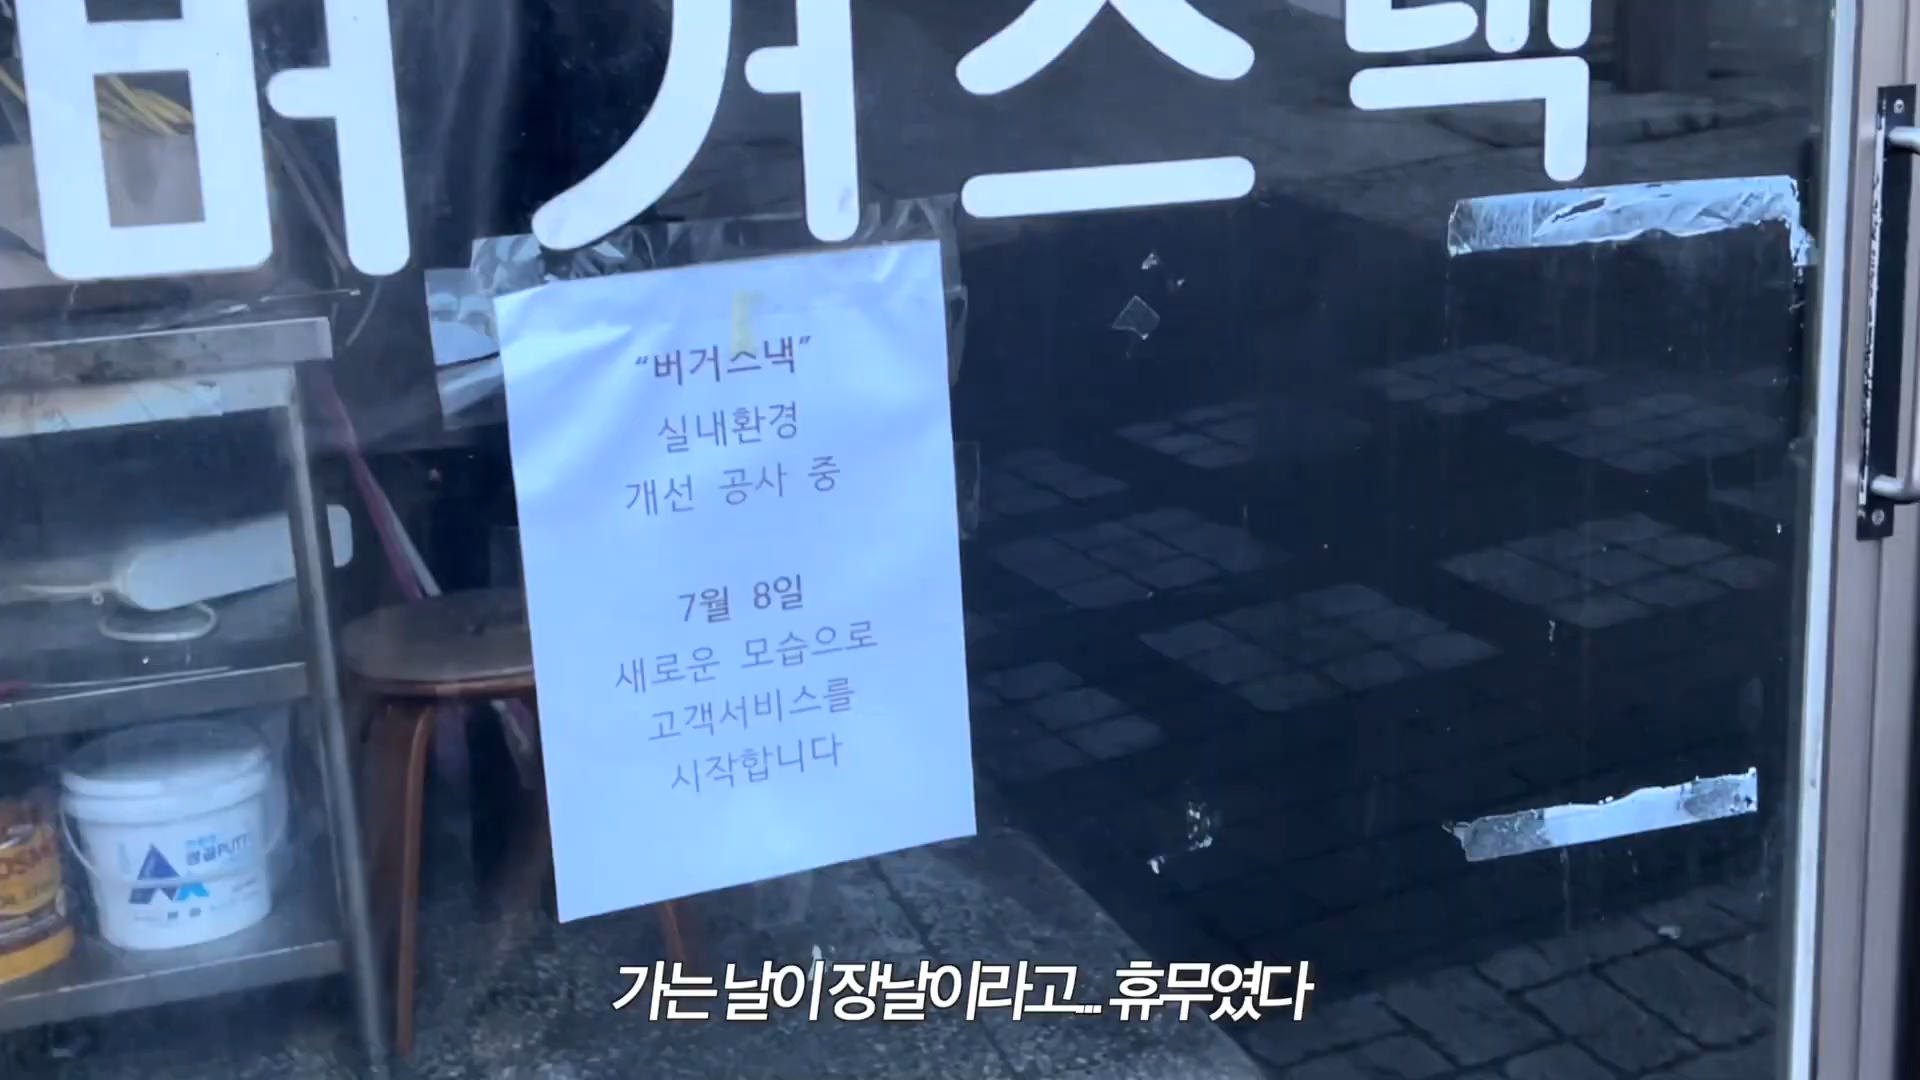 버거스낵
“버거스낵”
실내환경
개선 공사 중
7월 8일
새로운 모습으로
고객서비스를
시작합니다
가는 날이 장날이라고... 휴무였다